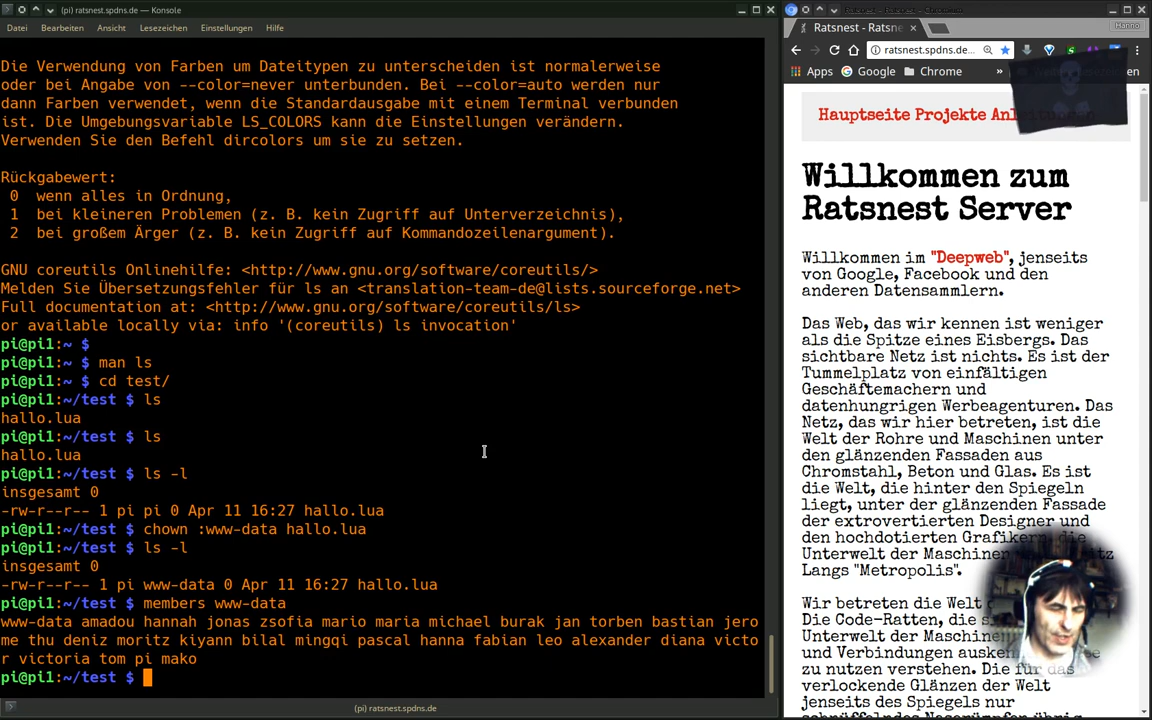 (pi) ratsnest.spdns.de — Konsole
Datei Bearbeiten Ansicht Lesezeichen Einstellungen Hilfe
Die Verwendung von Farben um Dateitypen zu unterscheiden ist normalerweise
oder bei Angabe von --color=never unterbunden. Bei --color=auto werden nur
dann Farben verwendet, wenn die Standardausgabe mit einem Terminal verbunden
ist. Die Umgebungsvariable LS_COLORS kann die Einstellungen verändern.
Verwenden Sie den Befehl dircolors um sie zu setzen.
Rückgabewert:
0 wenn alles in Ordnung,
1 bei kleineren Problemen (z. B. kein Zugriff auf Unterverzeichnis),
2 bei großem Ärger (z. B. kein Zugriff auf Kommandozeilenargument).
GNU coreutils Onlinehilfe: <http://www.gnu.org/software/coreutils/>
Melden Sie Übersetzungsfehler für ls an <translation-team-de@lists.sourceforge.net>
Full documentation at: <http://www.gnu.org/software/coreutils/ls>
or available locally via: info '(coreutils) ls invocation'
pi@pi1:~ $
pi@pi1:~ $ man ls
pi@pi1:~ $ cd test/
pi@pi1:~/test $ ls
hallo.lua
pi@pi1:~/test $ ls
hallo.lua
pi@pi1:~/test $ ls -l
insgesamt 0
-rw-r--r-- 1 pi pi 0 Apr 11 16:27 hallo.lua
pi@pi1:~/test $ chown :www-data hallo.lua
pi@pi1:~/test $ ls -l
insgesamt 0
-rw-r--r-- 1 pi www-data 0 Apr 11 16:27 hallo.lua
pi@pi1:~/test $ members www-data
www-data amadou hannah jonas zsofia mario maria michael burak jan torben bastian jero
me thu deniz moritz kiyann bilal mingqi pascal hanna fabian leo alexander diana victo
r victoria tom pi mako
pi@pi1:~/test $
(pi) ratsnest.spdns.de
Ratsnest - Ratsne
Hanno
ratsnest.spdns.de...
Apps Google Chrome »
Hauptseite Projekte
Willkommen zum
Ratsnest Server
Willkommen im "Deepweb", jenseits
von Google, Facebook und den
anderen Datensammlern.
Das Web, das wir kennen ist weniger
als die Spitze eines Eisbergs. Das
sichtbare Netz ist nichts. Es ist der
Tummelplatz von einfältigen
Geschäftemachern und
datenhungrigen Werbeagenturen. Das
Netz, das wir hier betreten, ist die
Welt der Rohre und Maschinen unter
den glänzenden Fassaden aus
Chromstahl, Beton und Glas. Es ist
die Welt, die hinter den Spiegeln
liegt, unter der glänzenden Fassade
der extrovertierten Designer und
den hochdotierten Grafikern, die
Unterwelt der Maschinen
Langs "Metropolis".
Wir betreten die Welt
Die Code-Ratten, die
Unterwelt der Maschinen
und Verbindungen
zu nutzen verstehen. Die für das
verlockende Glänzen der Welt
jenseits des Spiegels nur